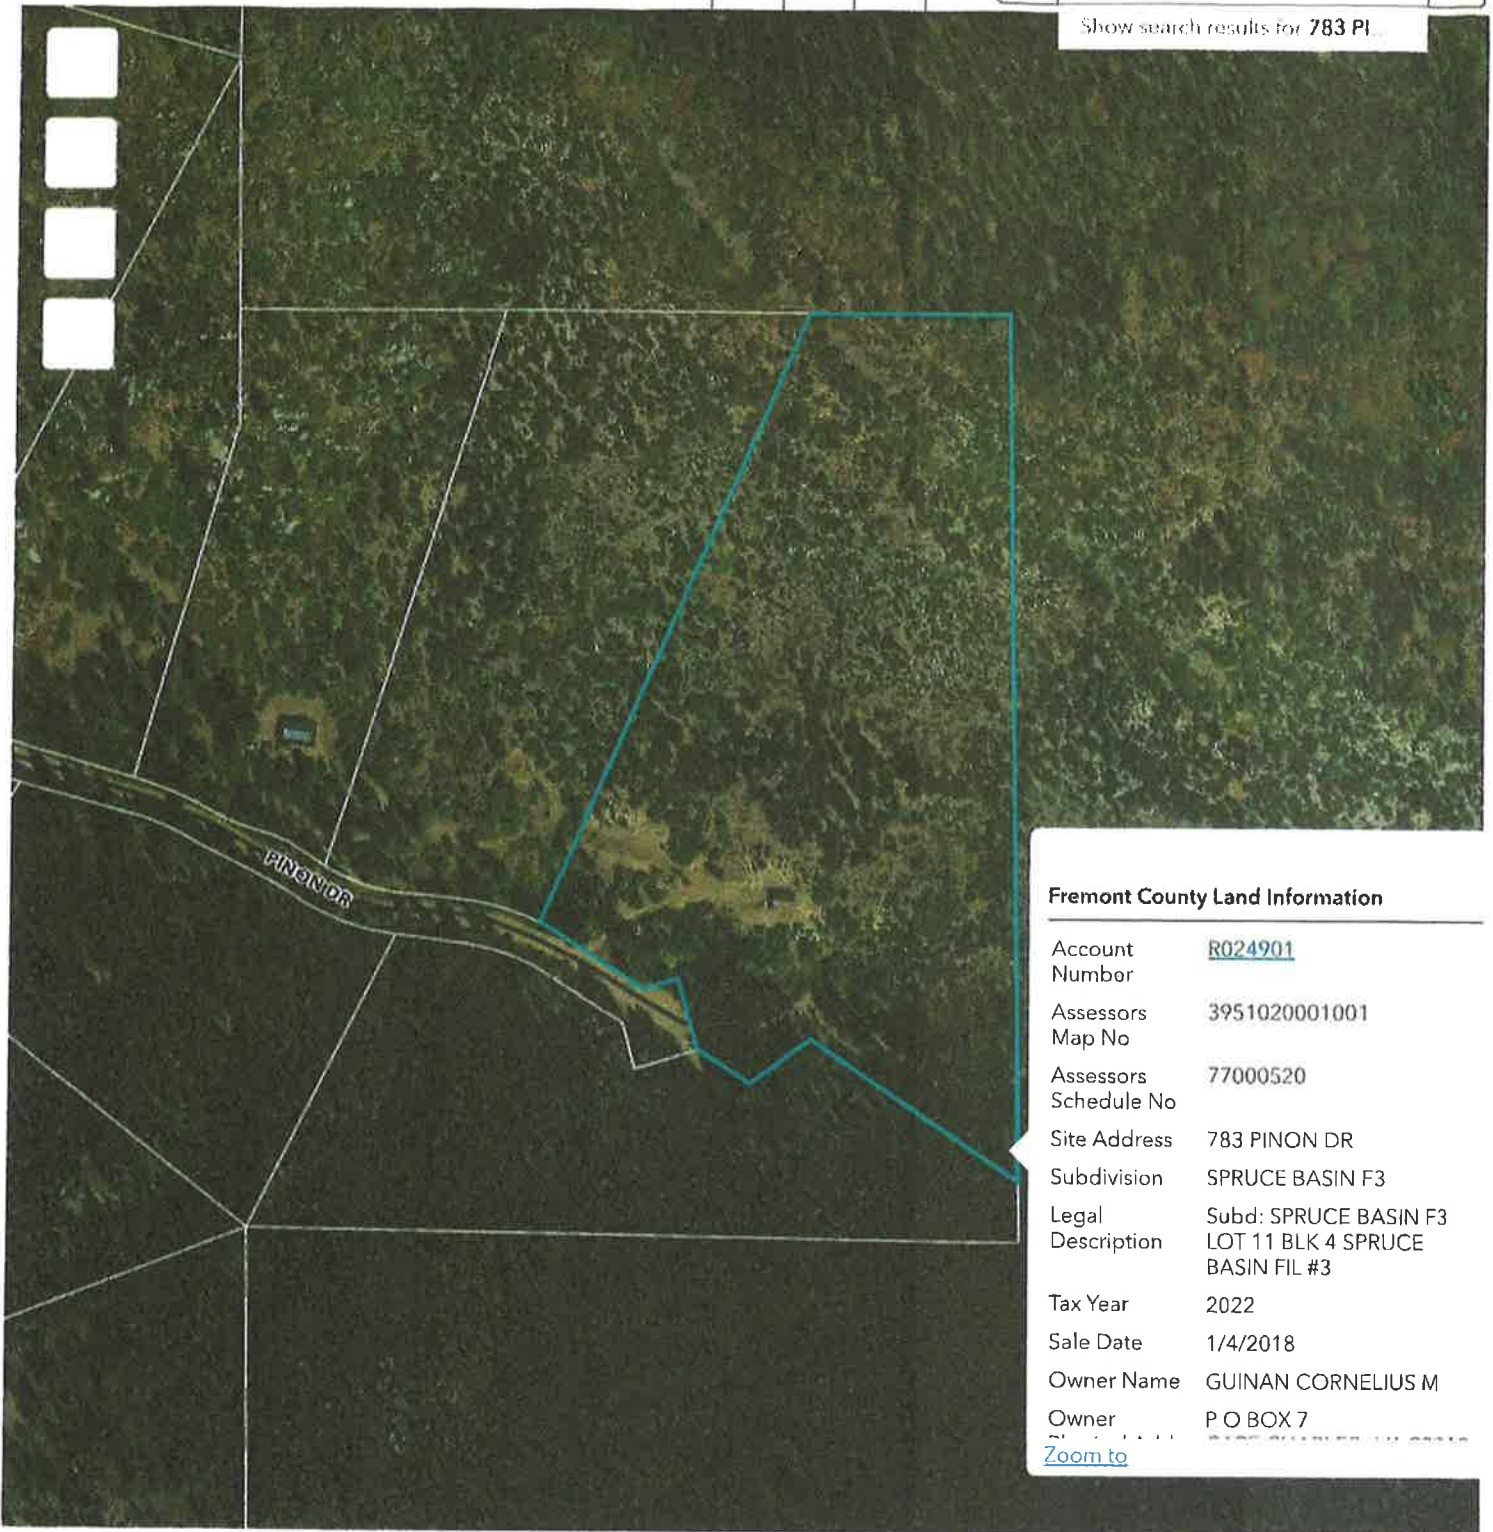 Show search results for 783 PI...
PINON DR
Fremont County Land Information
Account R024901
Number
Assessors 3951020001001
Map No
Assessors 77000520
Schedule No
Site Address 783 PINON DR
Subdivision SPRUCE BASIN F3
Legal Subd: SPRUCE BASIN F3
Description LOT 11 BLK 4 SPRUCE
BASIN FIL #3
Tax Year 2022
Sale Date 1/4/2018
Owner Name GUINAN CORNELIUS M
Owner P O BOX 7
Zoom to